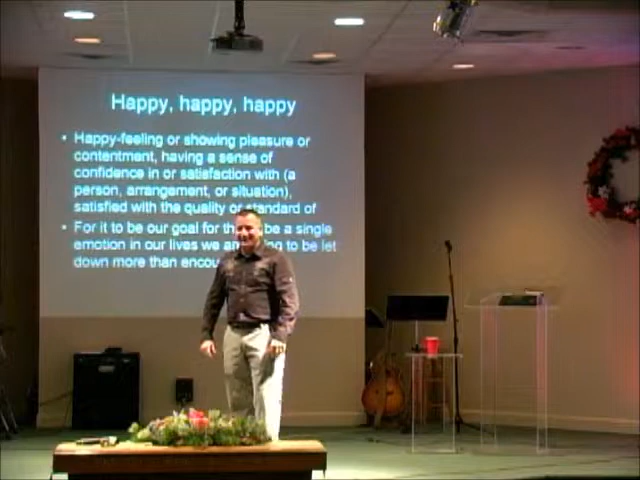 Happy, happy, happy
• Happy-feeling or showing pleasure or
contentment, having a sense of
confidence in or satisfaction with (a
person, arrangement, or situation),
satisfied with the quality or standard of
• For it to be our goal for be a single
emotion in our lives we to be let
down more than